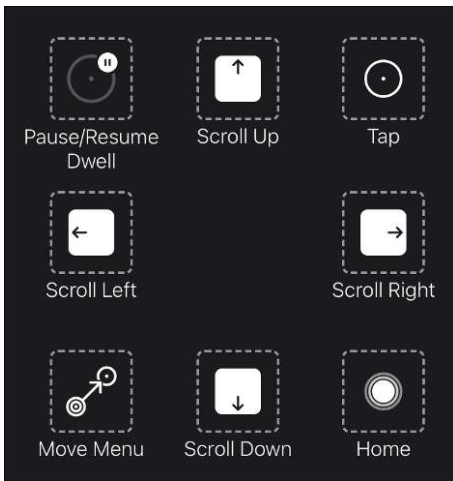 Pause/Resume
Dwell
Scroll Up
Tap
Scroll Left
Scroll Right
Move Menu
Scroll Down
Home